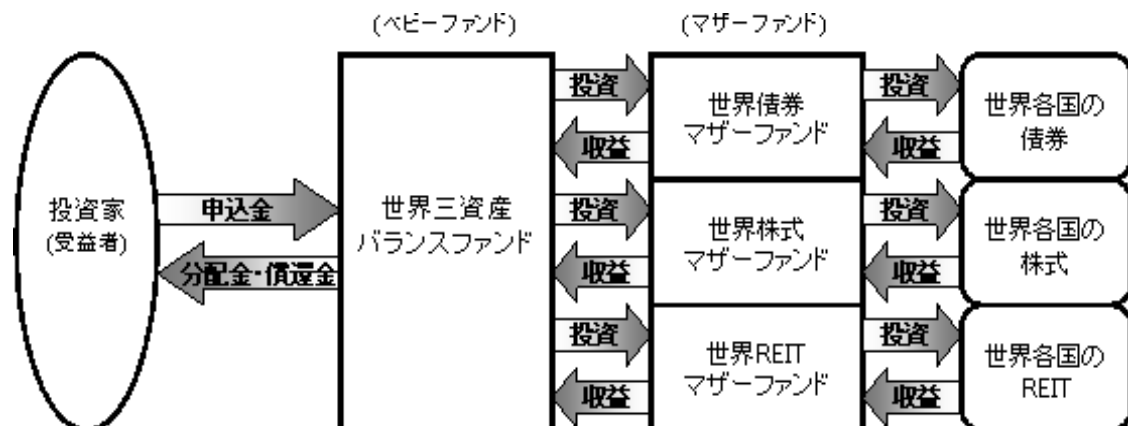 (ベビーファンド)
(マザーファンド)
投資家
(受益者)
申込金
分配金・償還金
世界三資産
バランスファンド
投資
収益
世界債券
マザーファンド
投資
収益
世界各国の
債券
投資
収益
世界株式
マザーファンド
投資
収益
世界各国の
株式
投資
収益
世界REIT
マザーファンド
投資
収益
世界各国の
REIT